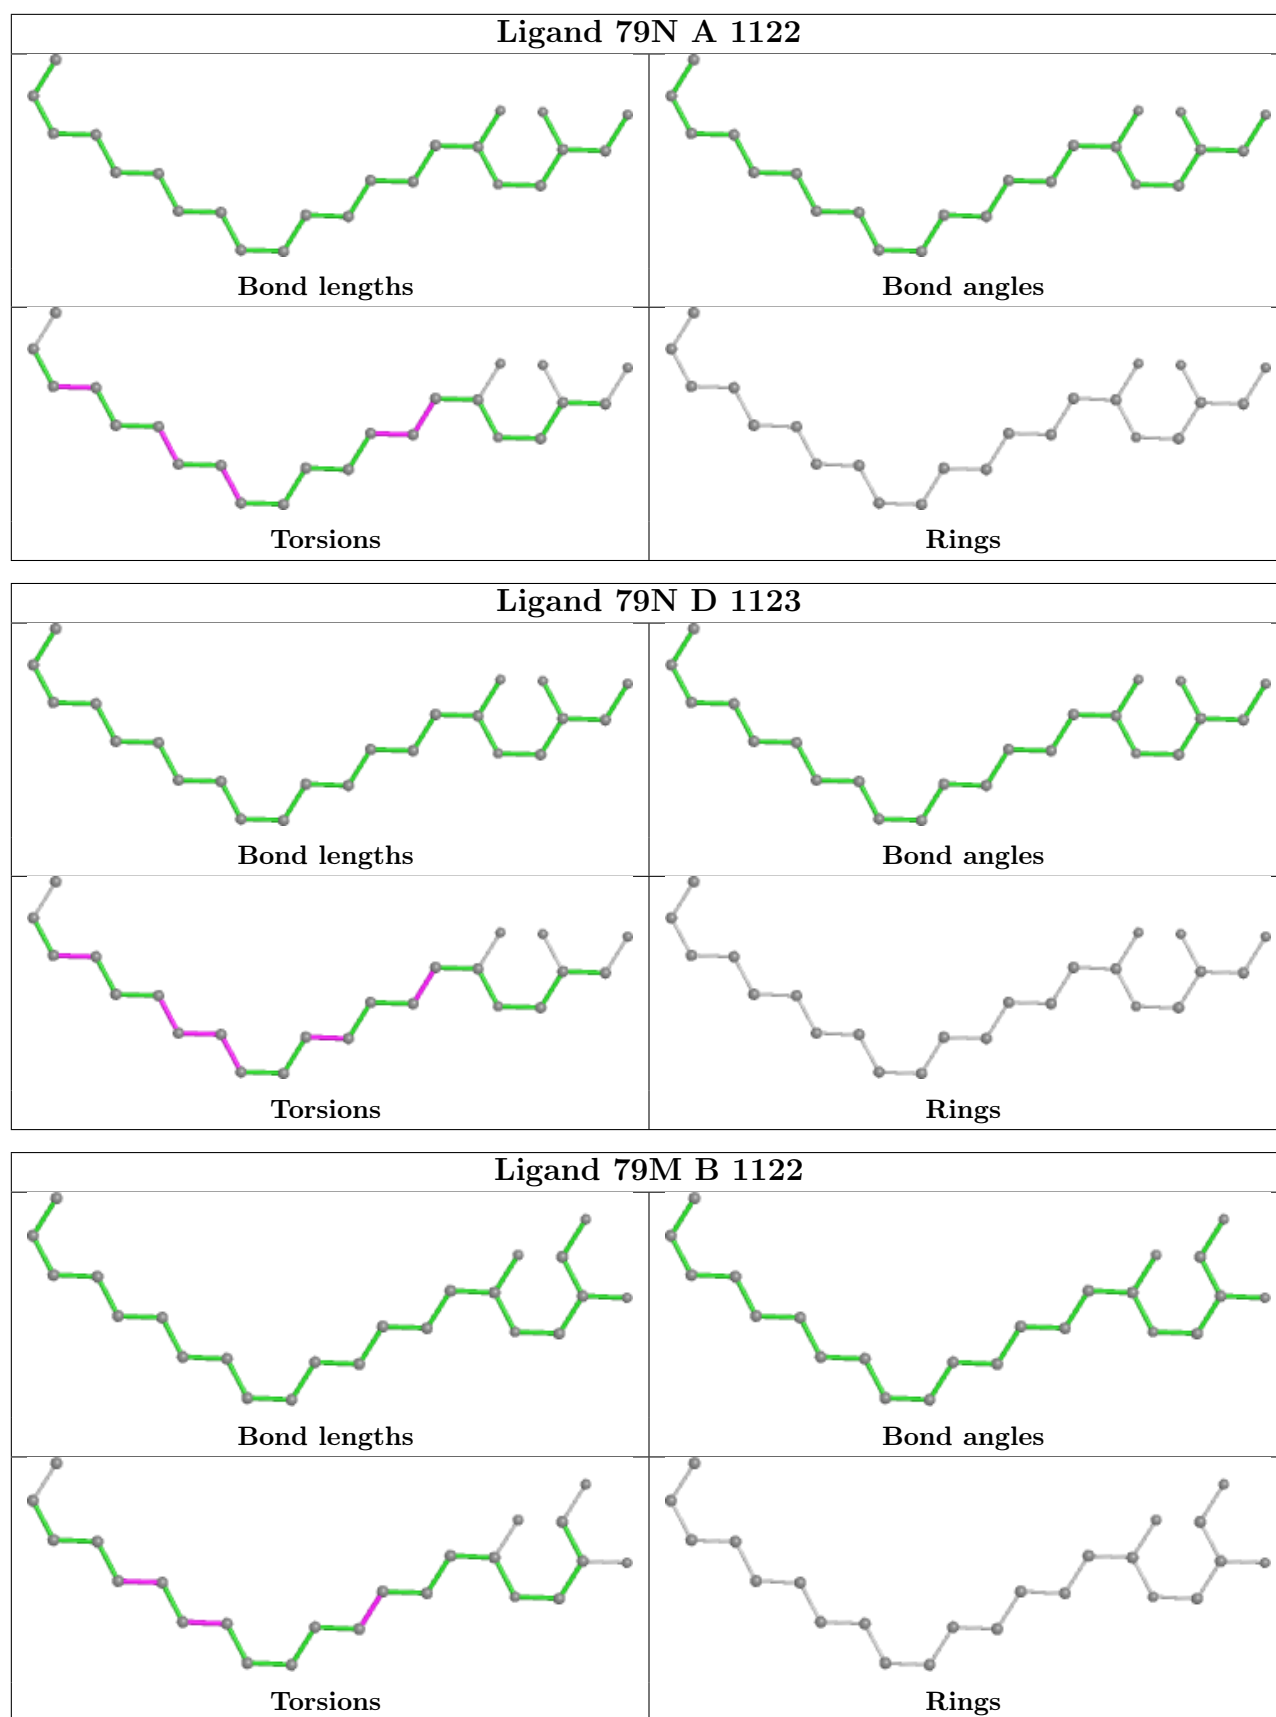 Ligand 79N A 1122
Bond lengths
Bond angles
Torsions
Rings
Ligand 79N D 1123
Bond lengths
Bond angles
Torsions
Rings
Ligand 79M B 1122
Bond lengths
Bond angles
Torsions
Rings